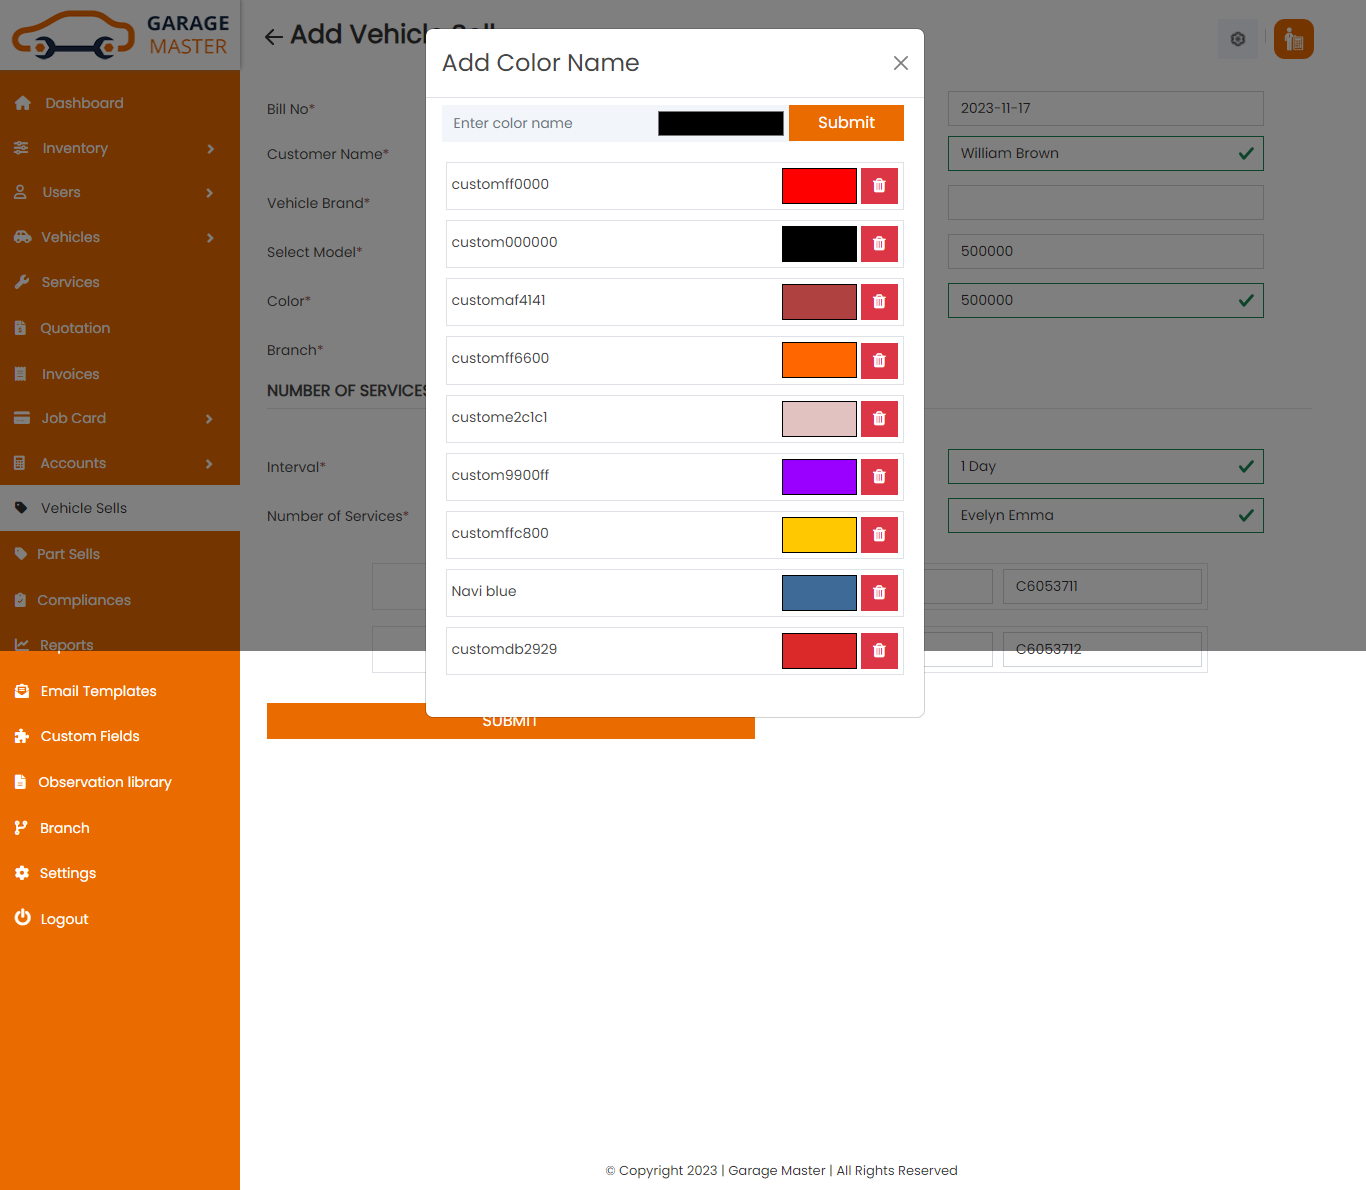 GARAGE
MASTER
Dashboard
Inventory
Users
Vehicles
Services
Quotation
Invoices
Job Card
Accounts
Vehicle Sells
Part Sells
Compliances
Reports
Email Templates
Custom Fields
Observation library
Branch
Settings
Logout
Add Vehicle Sell
Bill No*
2023-11-17
Customer Name*
William Brown
Vehicle Brand*
Select Model*
500000
Color*
500000
Branch*
NUMBER OF SERVICES
Interval*
1 Day
Number of Services*
Evelyn Emma
C6053711
C6053712
SUBMIT
Add Color Name
Enter color name
Submit
customff0000
custom000000
customaf4141
customff6600
custome2c1c1
custom9900ff
customffc800
Navi blue
customdb2929
© Copyright 2023 | Garage Master | All Rights Reserved